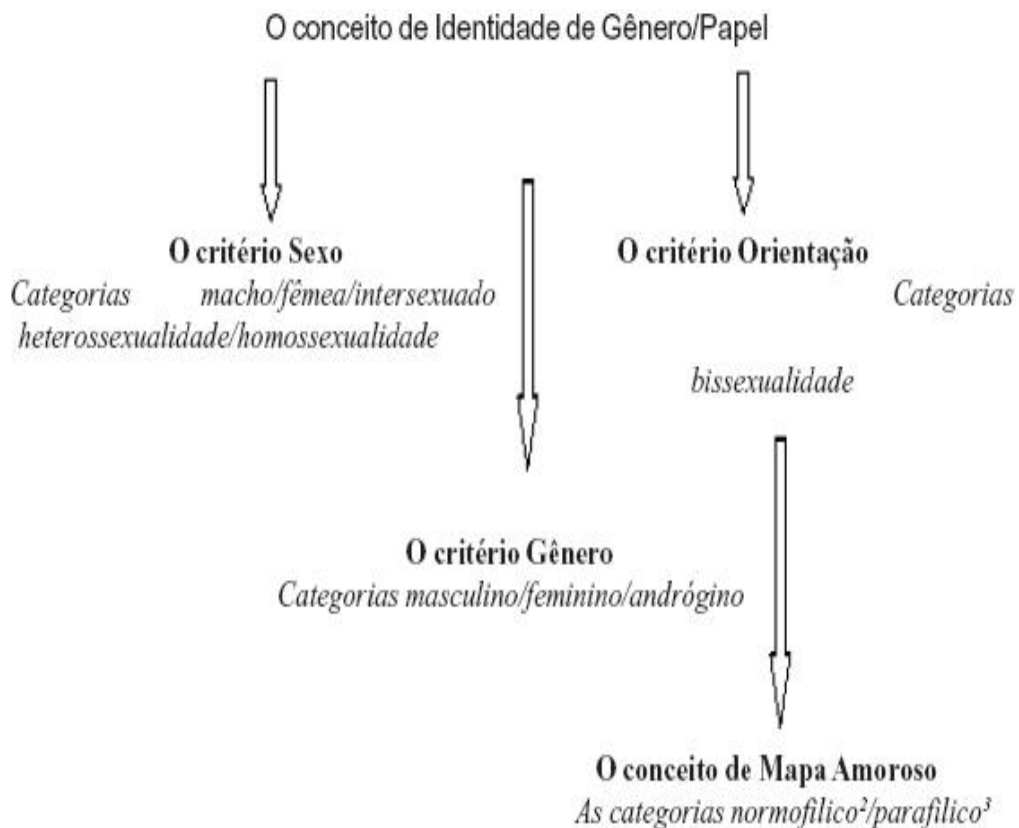 O conceito de Identidade de Gênero/Papel
O critério Sexo
O critério Orientação
Categorias macho/fêmea/intersexuado
Categorias
heterossexualidade/homossexualidade
bissexualidade
O critério Gênero
Categorias masculino/feminino/andrógino
O conceito de Mapa Amoroso
As categorias normofílico²/parafílico³